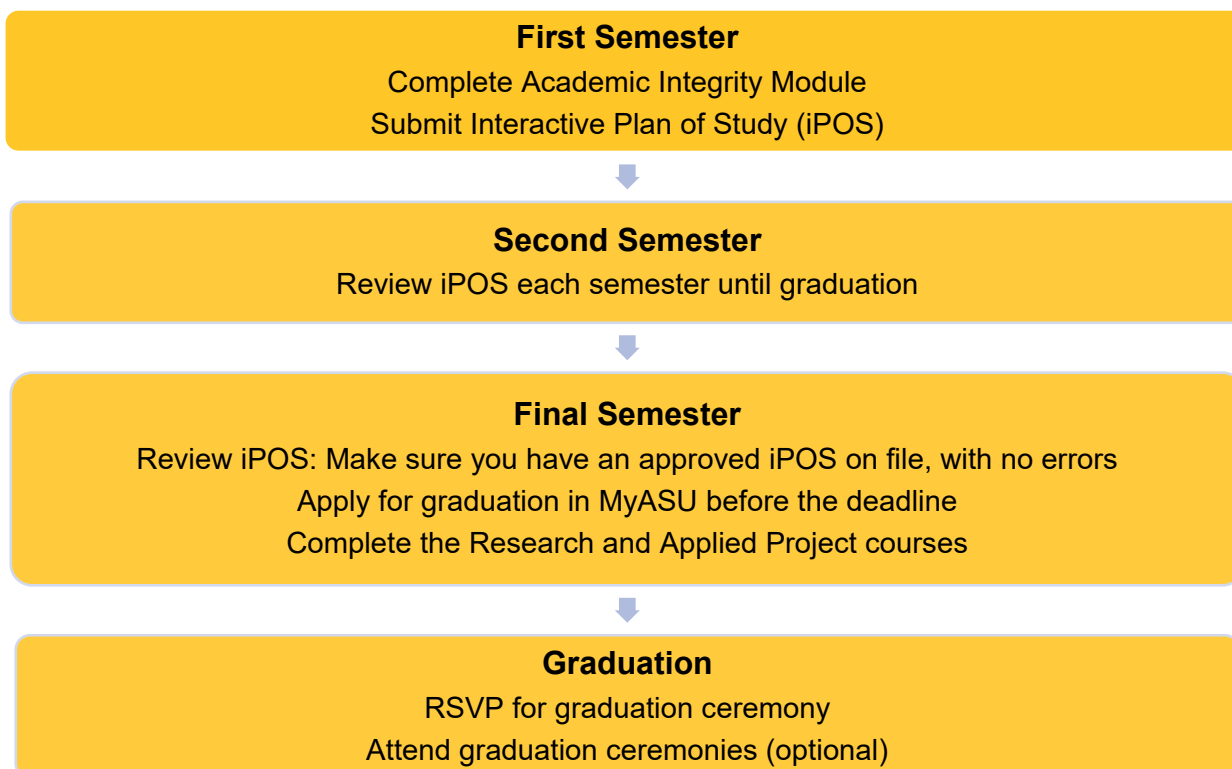 First Semester
Complete Academic Integrity Module
Submit Interactive Plan of Study (iPOS)
Second Semester
Review iPOS each semester until graduation
Final Semester
Review iPOS: Make sure you have an approved iPOS on file, with no errors
Apply for graduation in MyASU before the deadline
Complete the Research and Applied Project courses
Graduation
RSVP for graduation ceremony
Attend graduation ceremonies (optional)